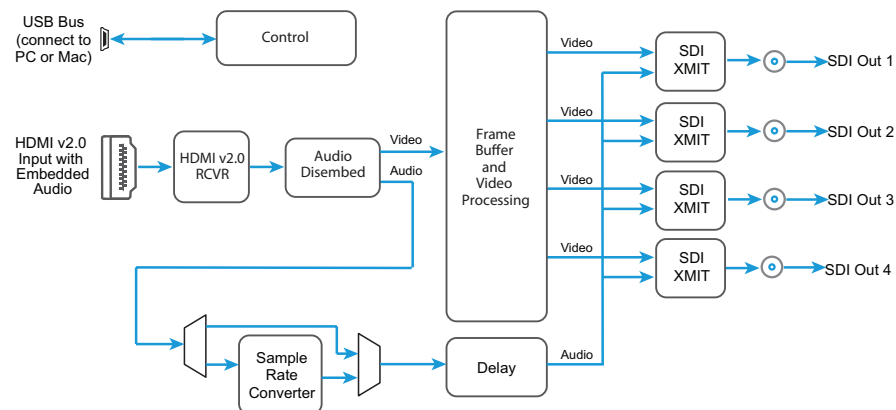 USB Bus
(connect to
PC or Mac)
Control
HDMI v2.0
Input with
Embedded
Audio
HDMI v2.0
RCVR
Audio
Disembed
Video
Audio
Frame
Buffer
and
Video
Processing
Video
SDI
XMIT
SDI Out 1
Video
SDI
XMIT
SDI Out 2
Video
SDI
XMIT
SDI Out 3
Video
SDI
XMIT
SDI Out 4
Sample
Rate
Converter
Delay
Audio